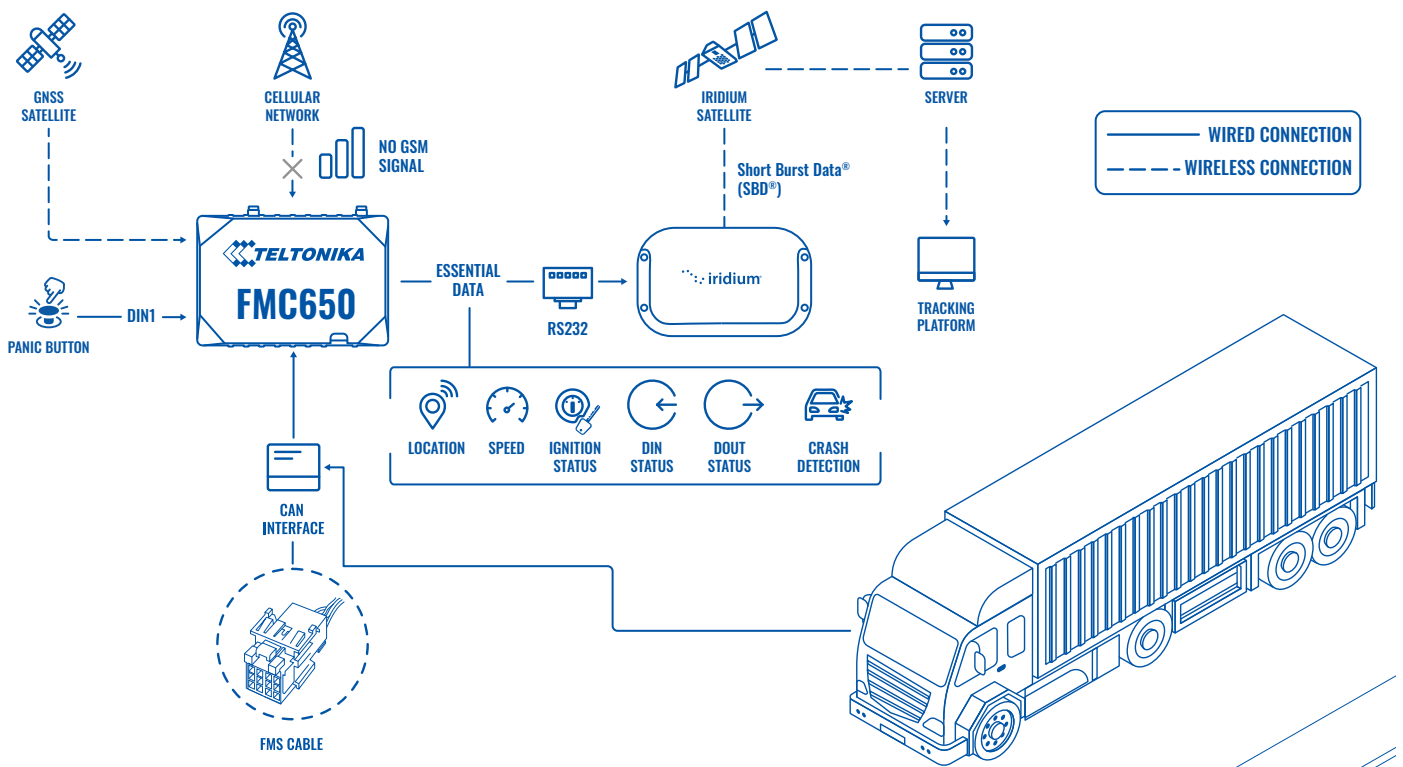 GNSS
SATELLITE
CELLULAR
NETWORK
NO GSM
SIGNAL
IRIDIUM
SATELLITE
SERVER
WIRED CONNECTION
WIRELESS CONNECTION
Short Burst Data®
(SBD®)
TELTONIKA
FMC650
ESSENTIAL
DATA
RS232
iridium
TRACKING
PLATFORM
DIN1
PANIC BUTTON
LOCATION
SPEED
IGNITION
STATUS
DIN
STATUS
DOUT
STATUS
CRASH
DETECTION
CAN
INTERFACE
FMS CABLE